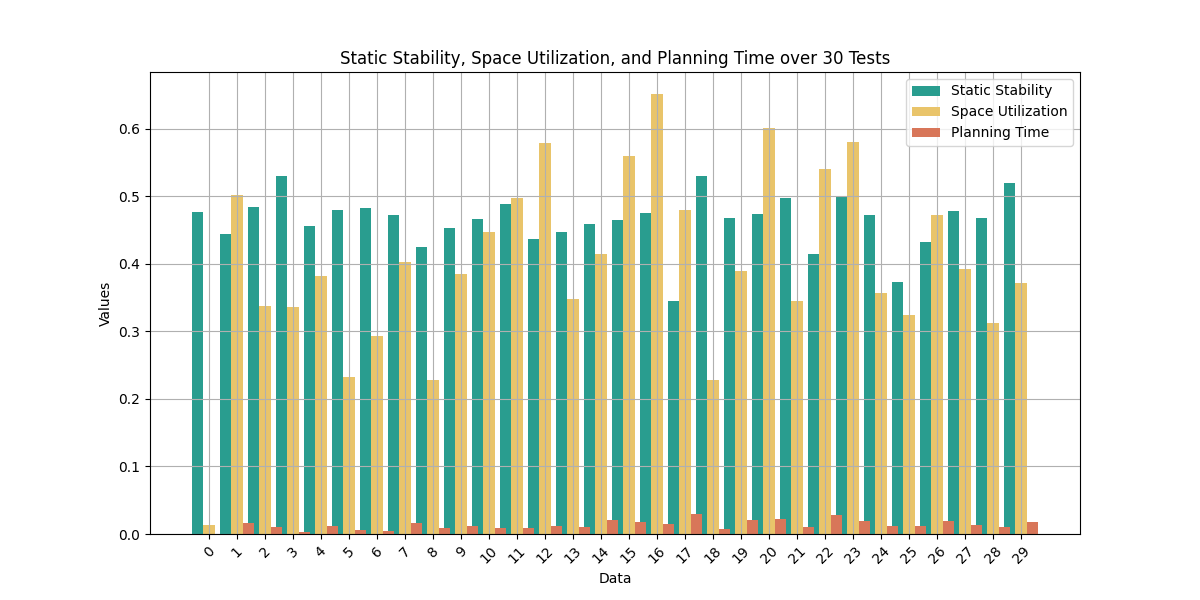 Static Stability, Space Utilization, and Planning Time over 30 Tests
Static Stability
Space Utilization
Planning Time
Values
0.6
0.5
0.4
0.3
0.2
0.1
0.0
0 1 2 3 4 5 6 7 8 9 10 11 12 13 14 15 16 17 18 19 20 21 22 23 24 25 26 27 28 29
Data